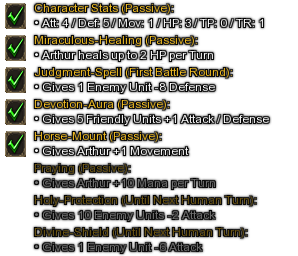 Character Stats (Passive):
• Att: 4 / Def: 5 / Mov: 1 / HP: 3 / TP: 0 / TR: 1
Miraculous-Healing (Passive):
• Arthur heals up to 2 HP per Turn
Judgment-Spell (First Battle Round):
• Gives 1 Enemy Unit -8 Defense
Devotion-Aura (Passive):
• Gives 5 Friendly Units +1 Attack / Defense
Horse-Mount (Passive):
• Gives Arthur +1 Movement
Praying (Passive):
• Gives Arthur +10 Mana per Turn
Holy-Protection (Until Next Human Turn):
• Gives 10 Enemy Units -2 Attack
Divine-Shield (Until Next Human Turn):
• Gives 1 Enemy Unit -6 Attack